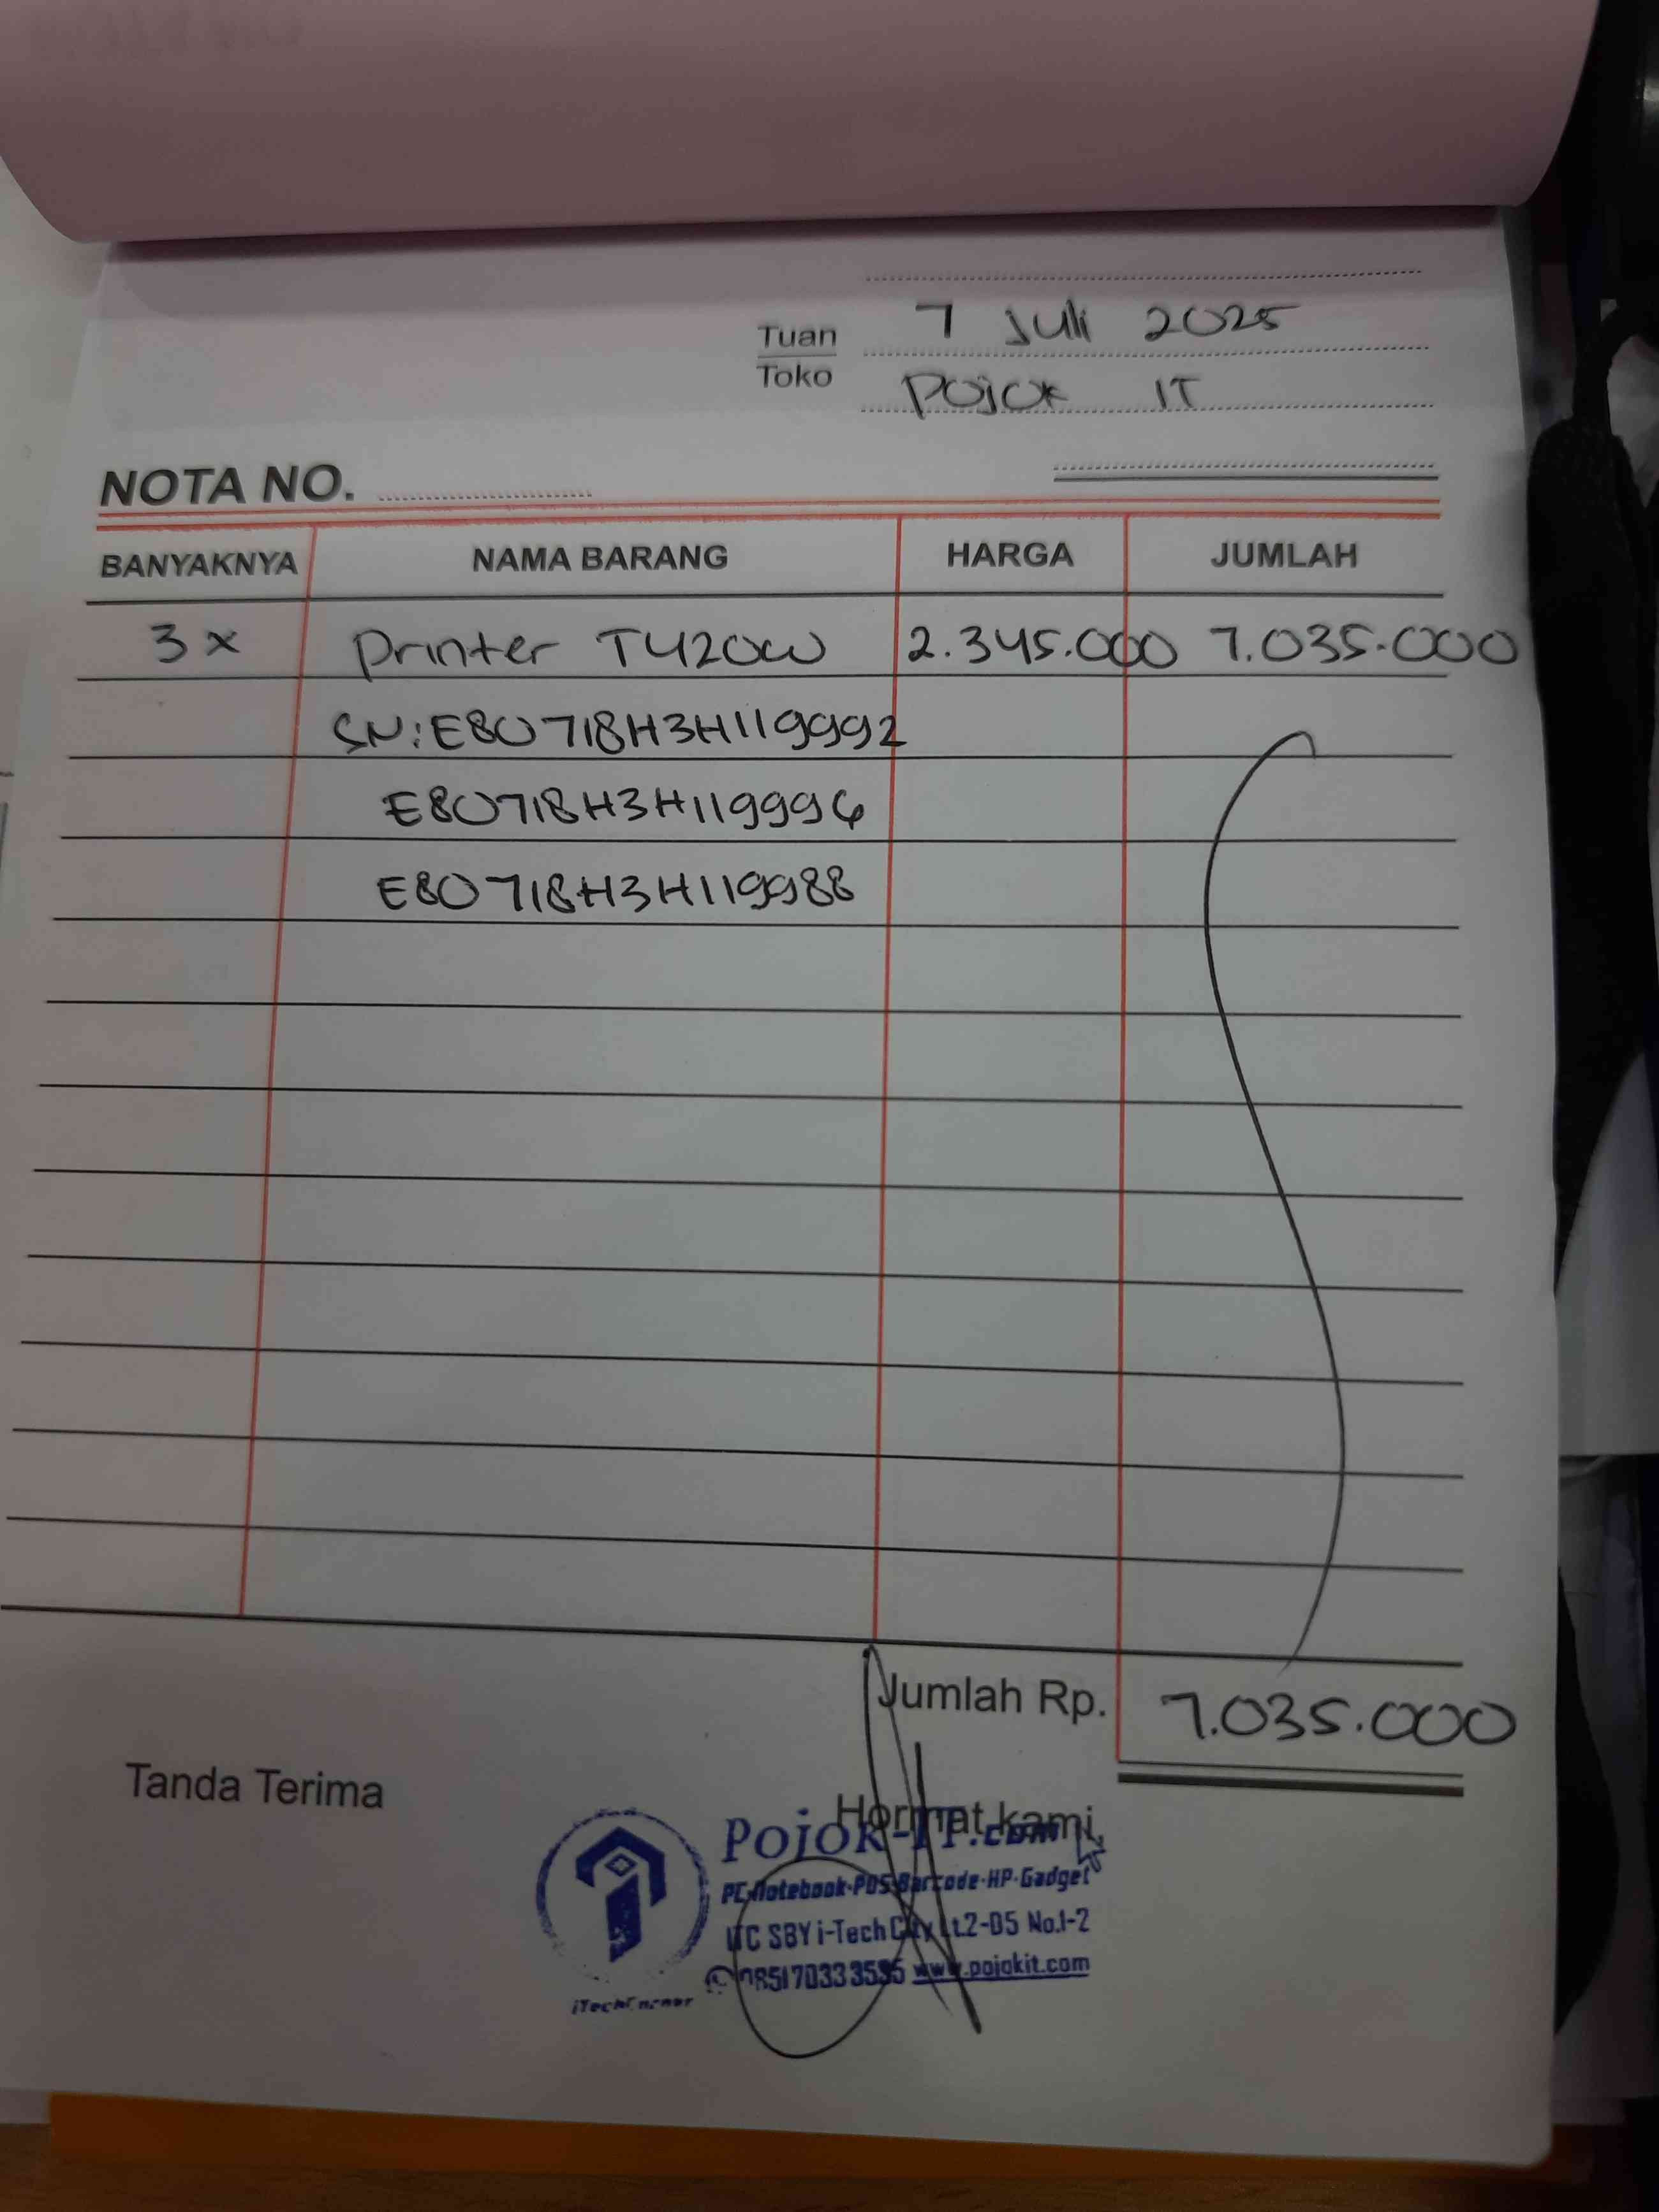 7 Juli 2025
Tuan
Toko
Pojok IT
NOTA NO.
BANYAKNYA NAMA BARANG HARGA JUMLAH
3x Printer T420W 2.345.000 7.035.000
SN:E80718H3H119992
E80718H3H119996
E80718H3H119988
Jumlah Rp. 7.035.000
Tanda Terima
Hormat kami,
Pojok-IT.com
PC-Notebook-POS-Barcode-HP-Gadget
ITC SBY i-Tech City Lt.2-D5 No.1-2
www.pojokit.com
iTechCorner